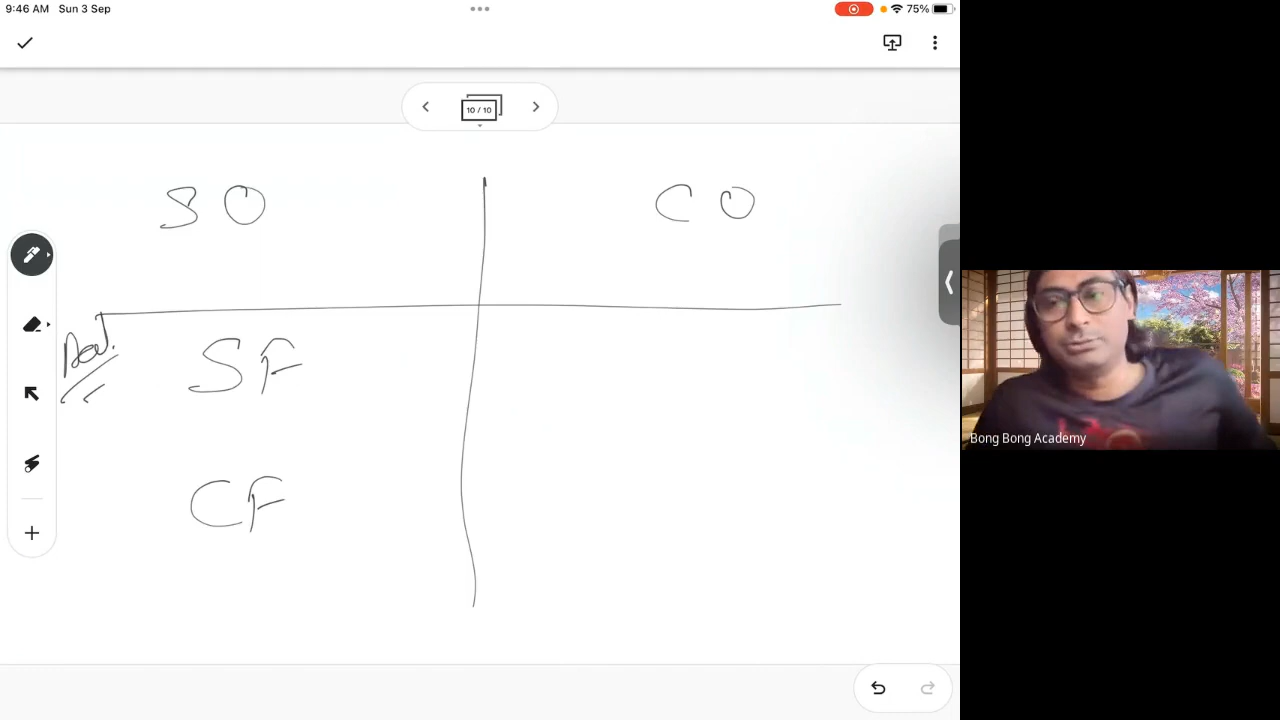 9:46 AM Sun 3 Sep
75%
10 / 10
S O
C O
S F
C F
Bong Bong Academy